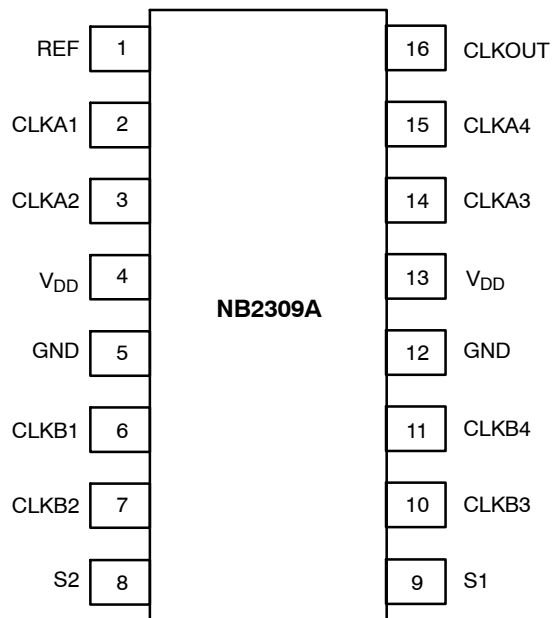 REF 1 16 CLKOUT
CLKA1 2 15 CLKA4
CLKA2 3 14 CLKA3
VDD 4 13 VDD
NB2309A
GND 5 12 GND
CLKB1 6 11 CLKB4
CLKB2 7 10 CLKB3
S2 8 9 S1